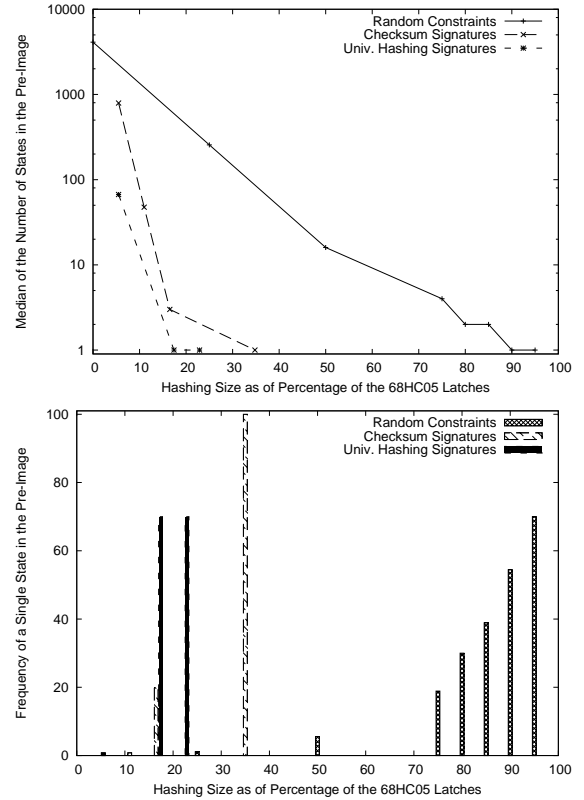 Median of the Number of States in the Pre-Image
10000
1000
100
10
1
Random Constraints
Checksum Signatures
Univ. Hashing Signatures
0 10 20 30 40 50 60 70 80 90 100
Hashing Size as of Percentage of the 68HC05 Latches
Frequency of a Single State in the Pre-Image
100
80
60
40
20
0
Random Constraints
Checksum Signatures
Univ. Hashing Signatures
0 10 20 30 40 50 60 70 80 90 100
Hashing Size as of Percentage of the 68HC05 Latches